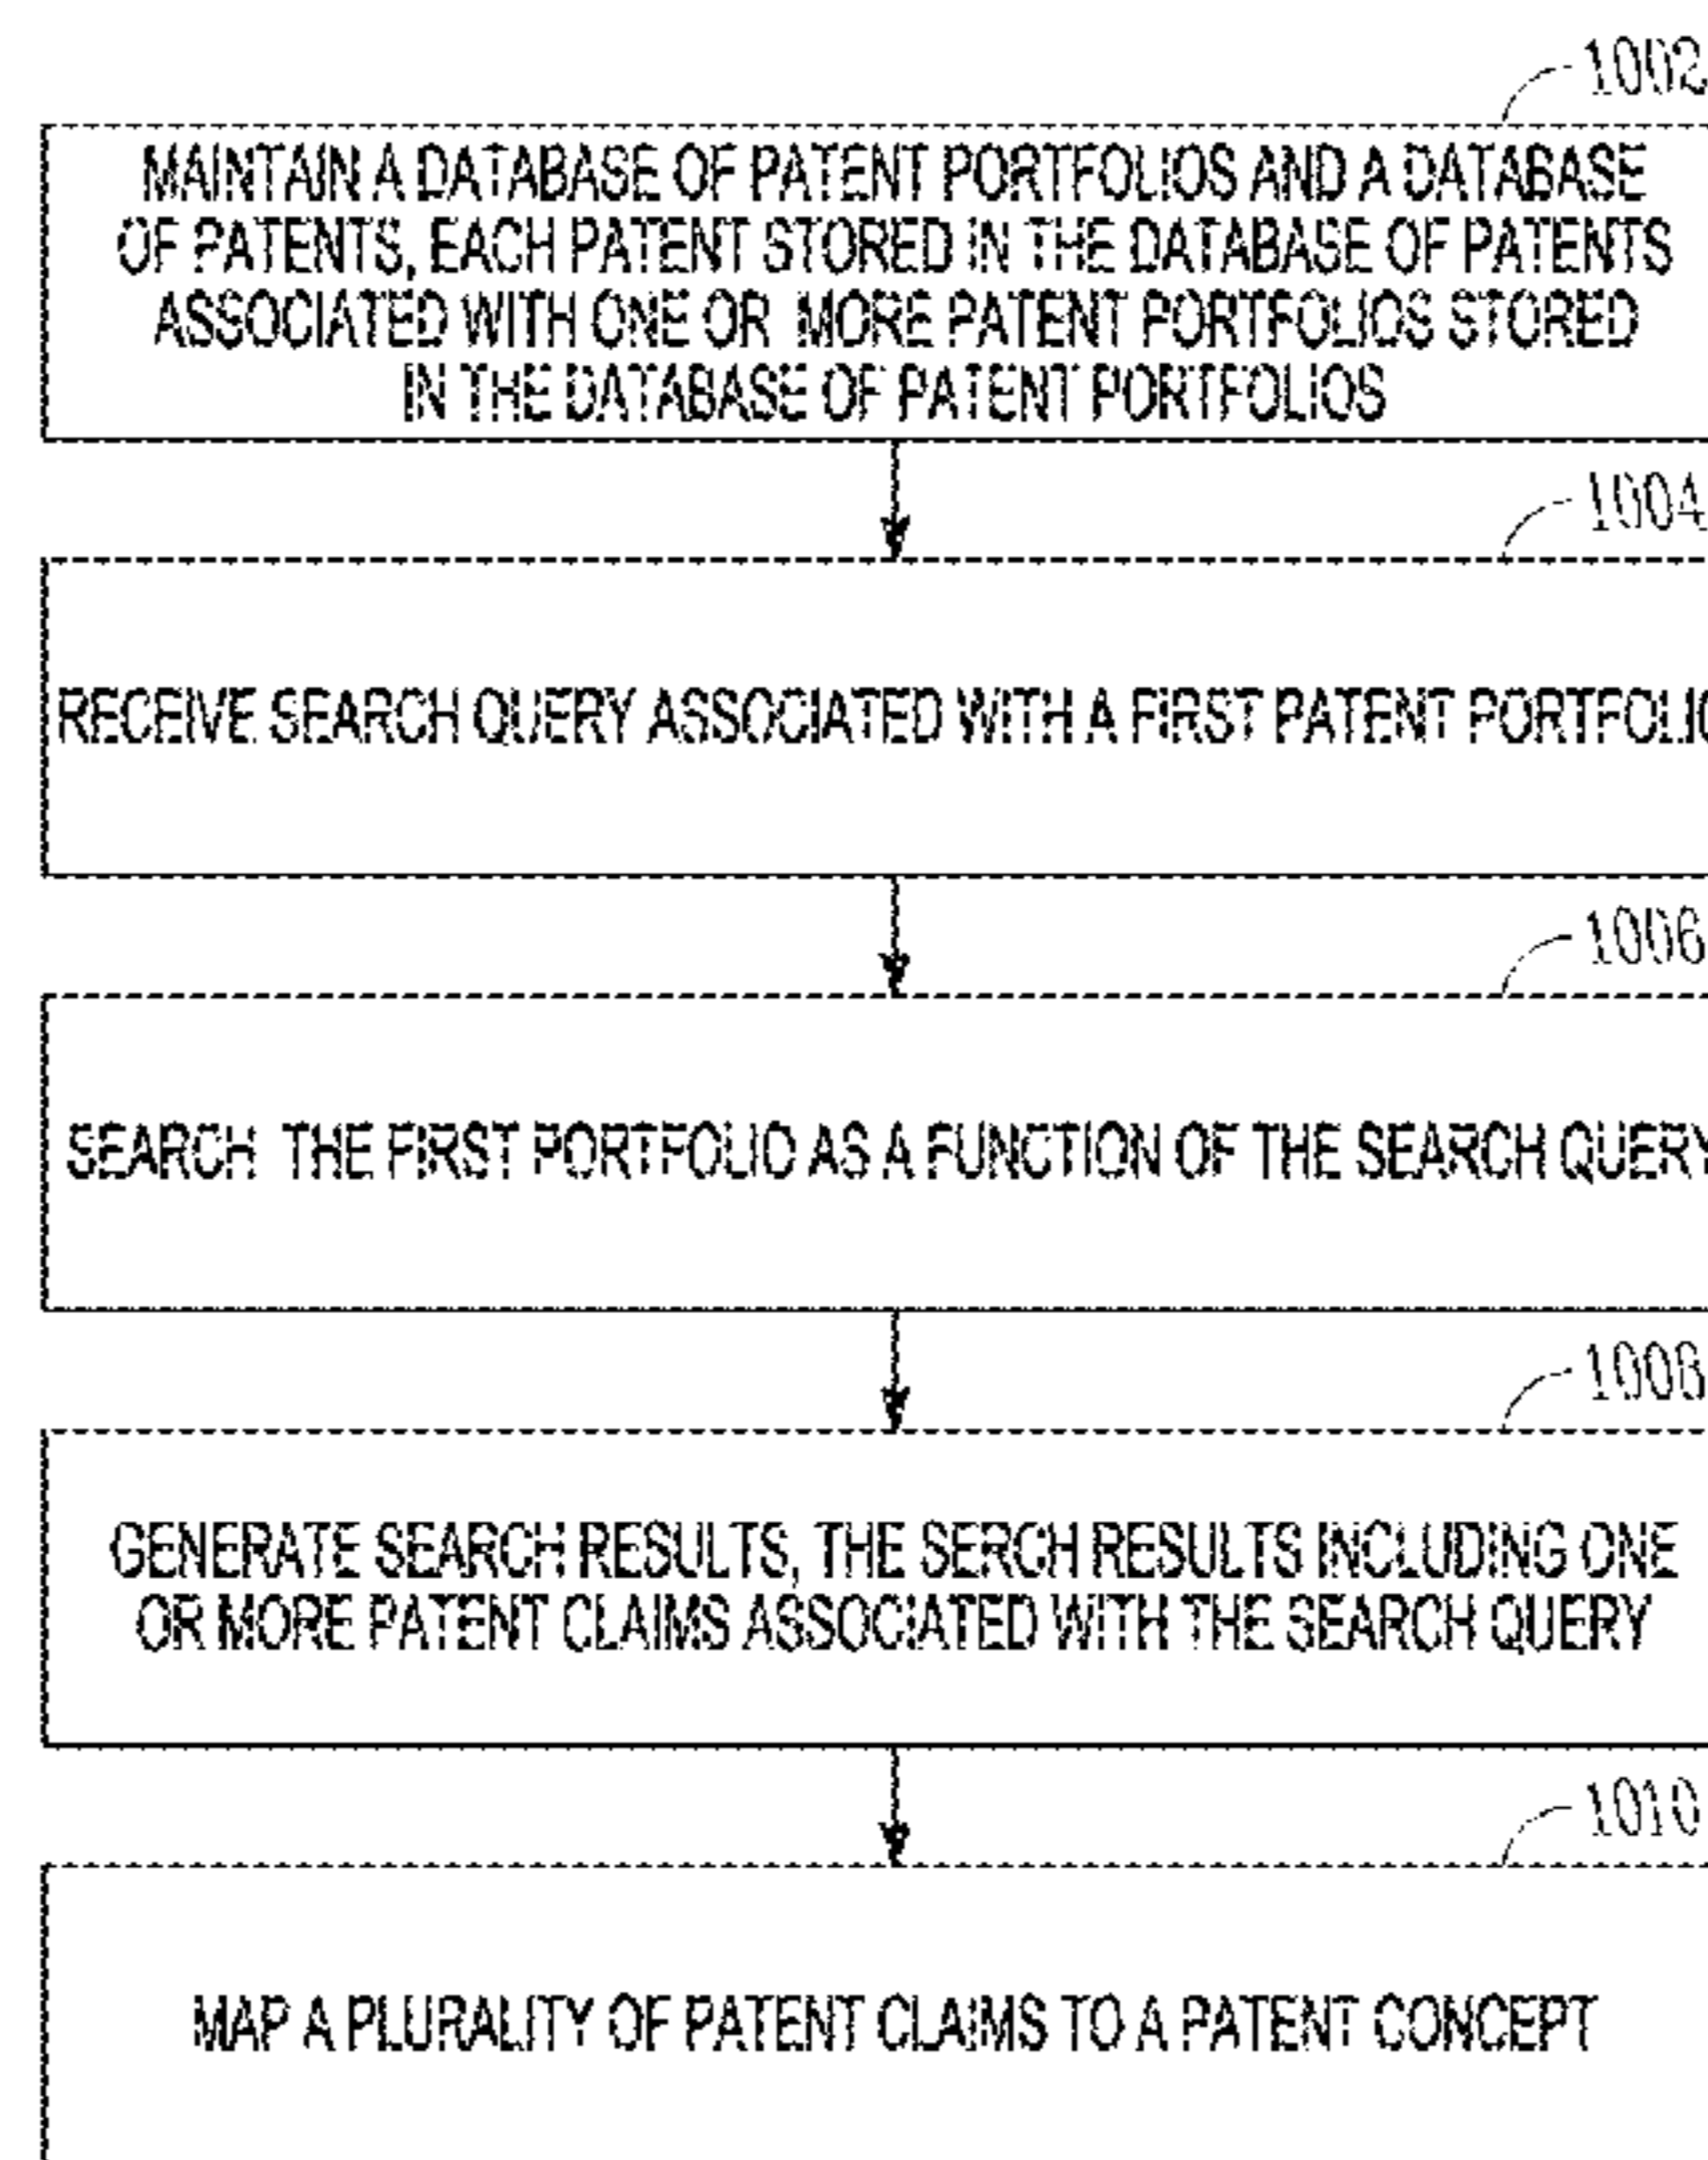 1002
MAINTAIN A DATABASE OF PATENT PORTFOLIOS AND A DATABASE
OF PATENTS, EACH PATENT STORED IN THE DATABASE OF PATENTS
ASSOCIATED WITH ONE OR MORE PATENT PORTFOLIOS STORED
IN THE DATABASE OF PATENT PORTFOLIOS
1004
RECEIVE SEARCH QUERY ASSOCIATED WITH A FIRST PATENT PORTFOLIO
1006
SEARCH THE FIRST PORTFOLIO AS A FUNCTION OF THE SEARCH QUERY
1008
GENERATE SEARCH RESULTS, THE SERCH RESULTS INCLUDING ONE
OR MORE PATENT CLAIMS ASSOCIATED WITH THE SEARCH QUERY
1010
MAP A PLURALITY OF PATENT CLAIMS TO A PATENT CONCEPT